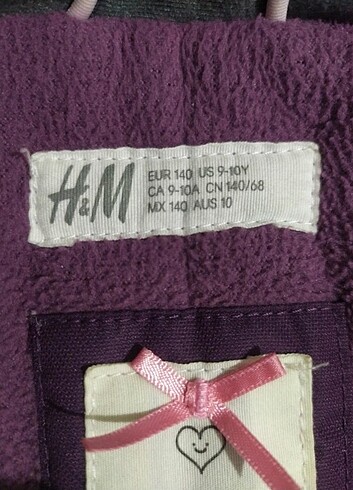 H&M
EUR 140 US 9-10Y
CA 9-10A CN 140/68
MX 140 AUS 10